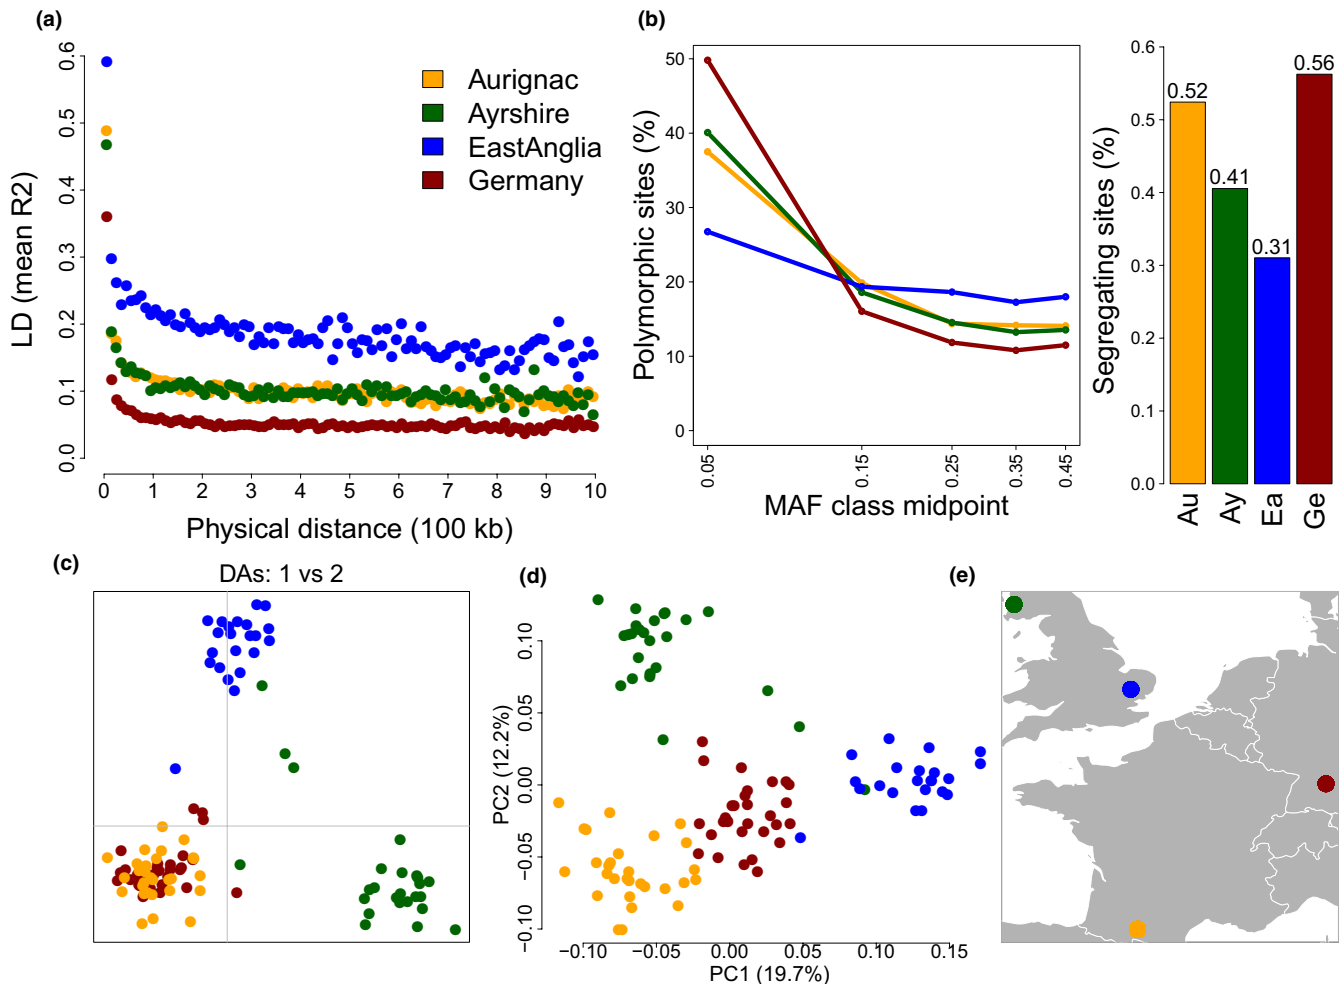 (a)
0.0 0.1 0.2 0.3 0.4 0.5 0.6
LD (mean R2)
Aurignac
Ayrshire
EastAnglia
Germany
0 1 2 3 4 5 6 7 8 9 10
Physical distance (100 kb)
(b)
Polymorphic sites (%)
50
40
30
20
10
0
0.05 0.15 0.25 0.35 0.45
MAF class midpoint
Segregating sites (%)
0.6
0.5
0.4
0.3
0.2
0.1
0.0
0.52
0.41
0.31
0.56
Au Ay Ea Ge
(c)
DAs: 1 vs 2
(d)
PC2 (12.2%)
−0.10 −0.05 0.00 0.05 0.10
−0.10 −0.05 0.00 0.05 0.10 0.15
PC1 (19.7%)
(e)